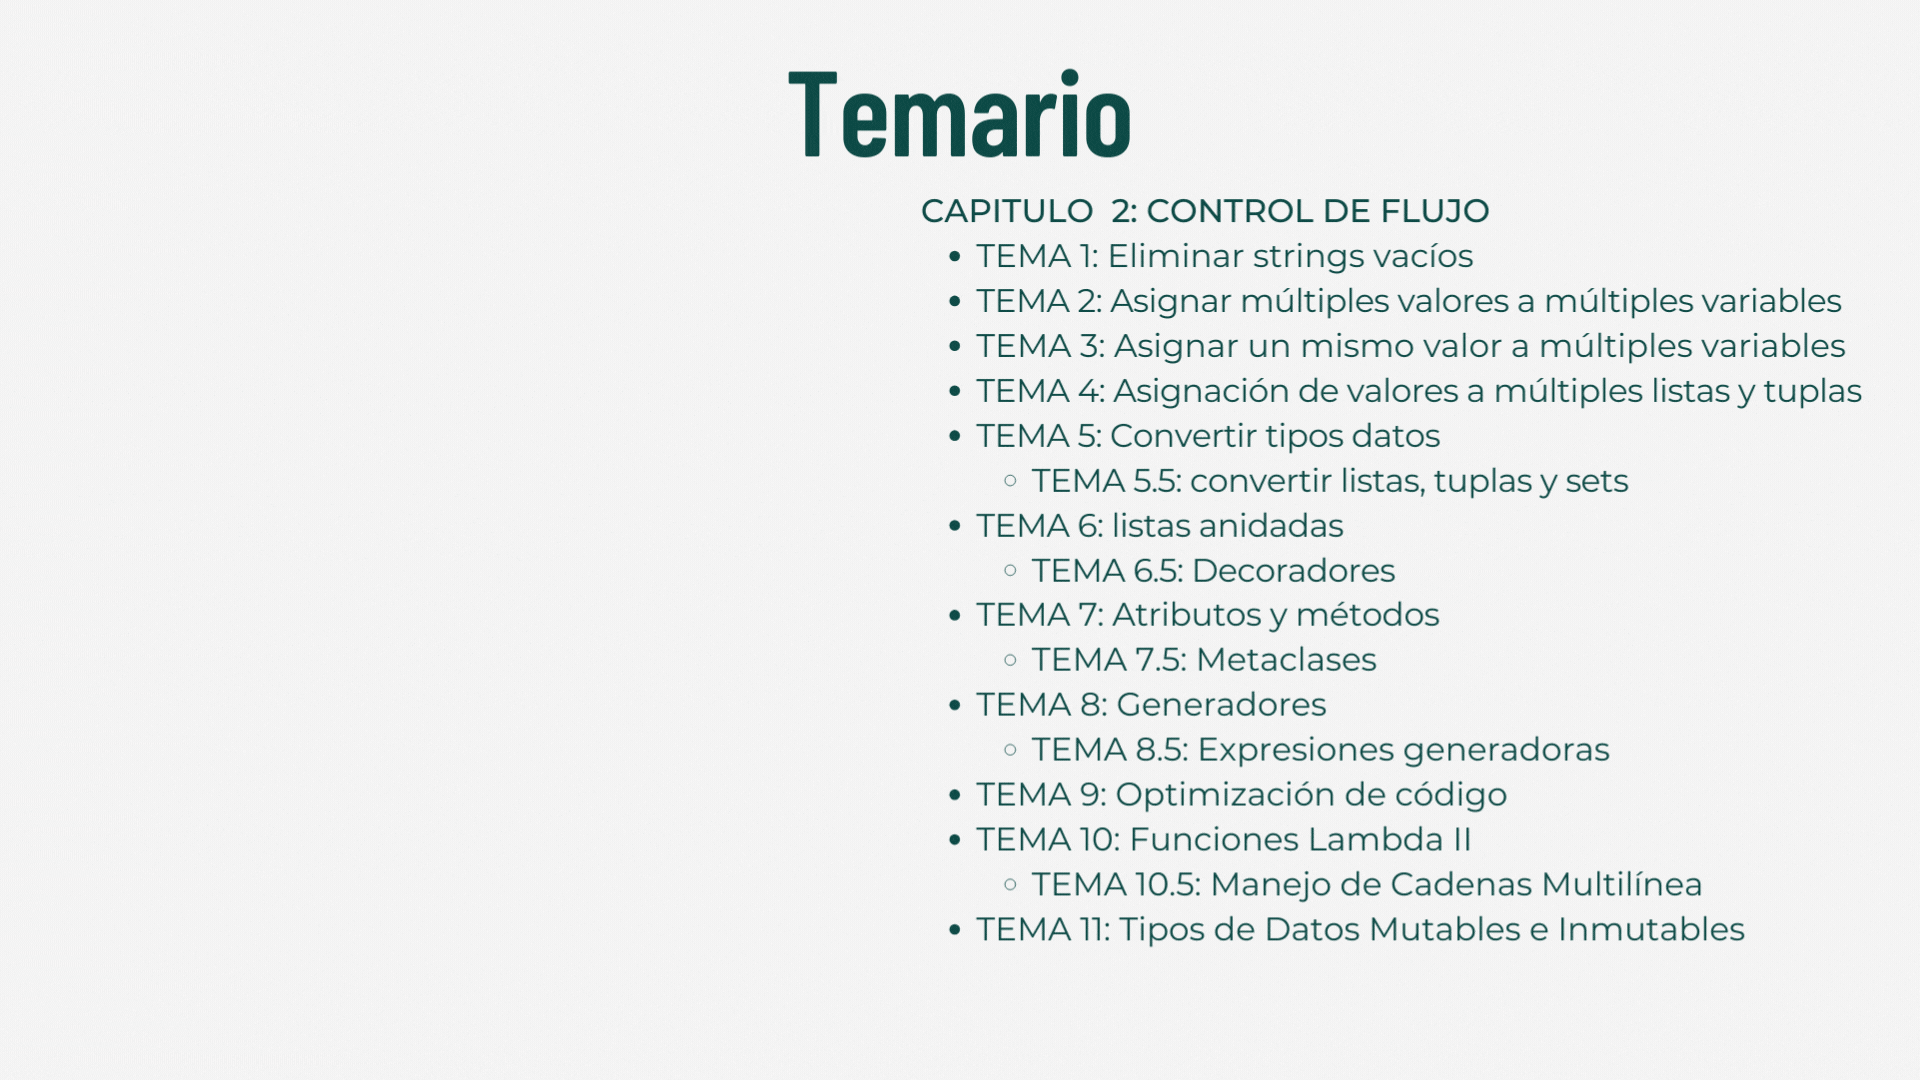 Temario
CAPITULO  2: CONTROL DE FLUJO
• TEMA 1: Eliminar strings vacíos
• TEMA 2: Asignar múltiples valores a múltiples variables
• TEMA 3: Asignar un mismo valor a múltiples variables
• TEMA 4: Asignación de valores a múltiples listas y tuplas
• TEMA 5: Convertir tipos datos
○ TEMA 5.5: convertir listas, tuplas y sets
• TEMA 6: listas anidadas
○ TEMA 6.5: Decoradores
• TEMA 7: Atributos y métodos
○ TEMA 7.5: Metaclases
• TEMA 8: Generadores
○ TEMA 8.5: Expresiones generadoras
• TEMA 9: Optimización de código
• TEMA 10: Funciones Lambda II
○ TEMA 10.5: Manejo de Cadenas Multilínea
• TEMA 11: Tipos de Datos Mutables e Inmutables